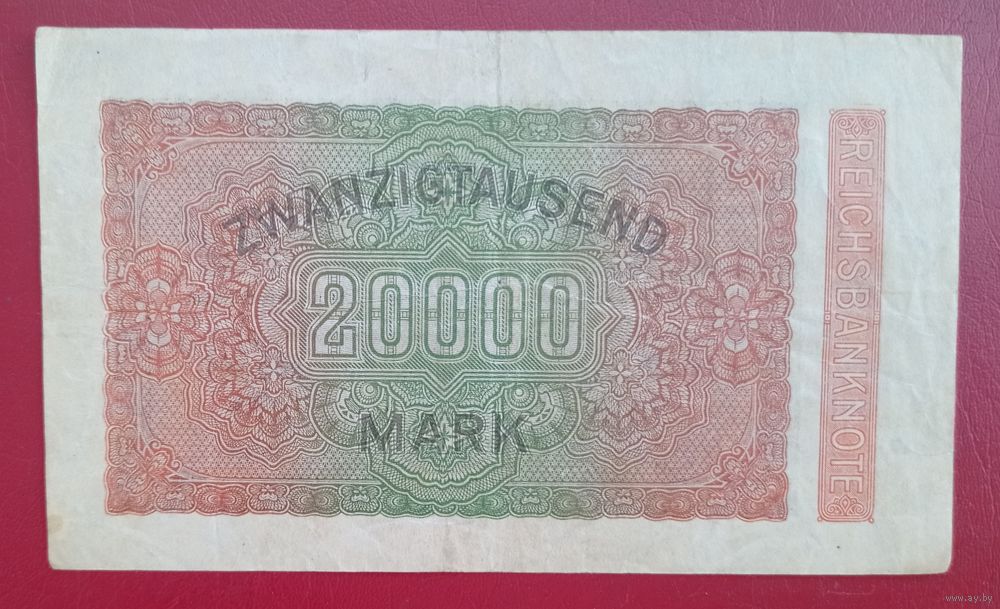 ZWANZIGTAUSEND
20000
MARK
REICHSBANKNOTE
www.ay.by